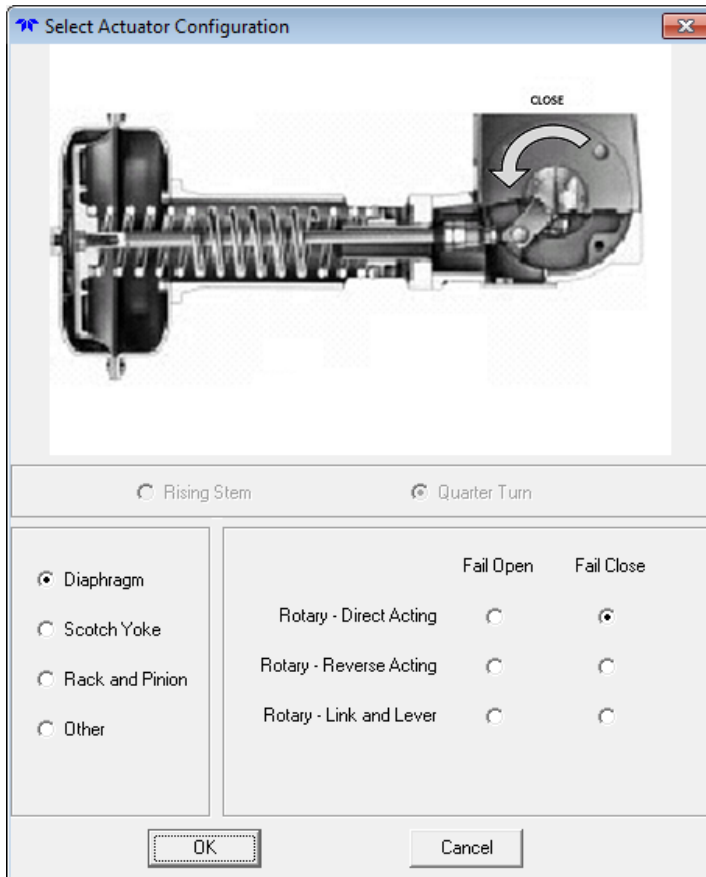 Select Actuator Configuration
CLOSE
Rising Stem
Quarter Turn
Diaphragm
Scotch Yoke
Rack and Pinion
Other
Fail Open
Fail Close
Rotary - Direct Acting
Rotary - Reverse Acting
Rotary - Link and Lever
OK
Cancel